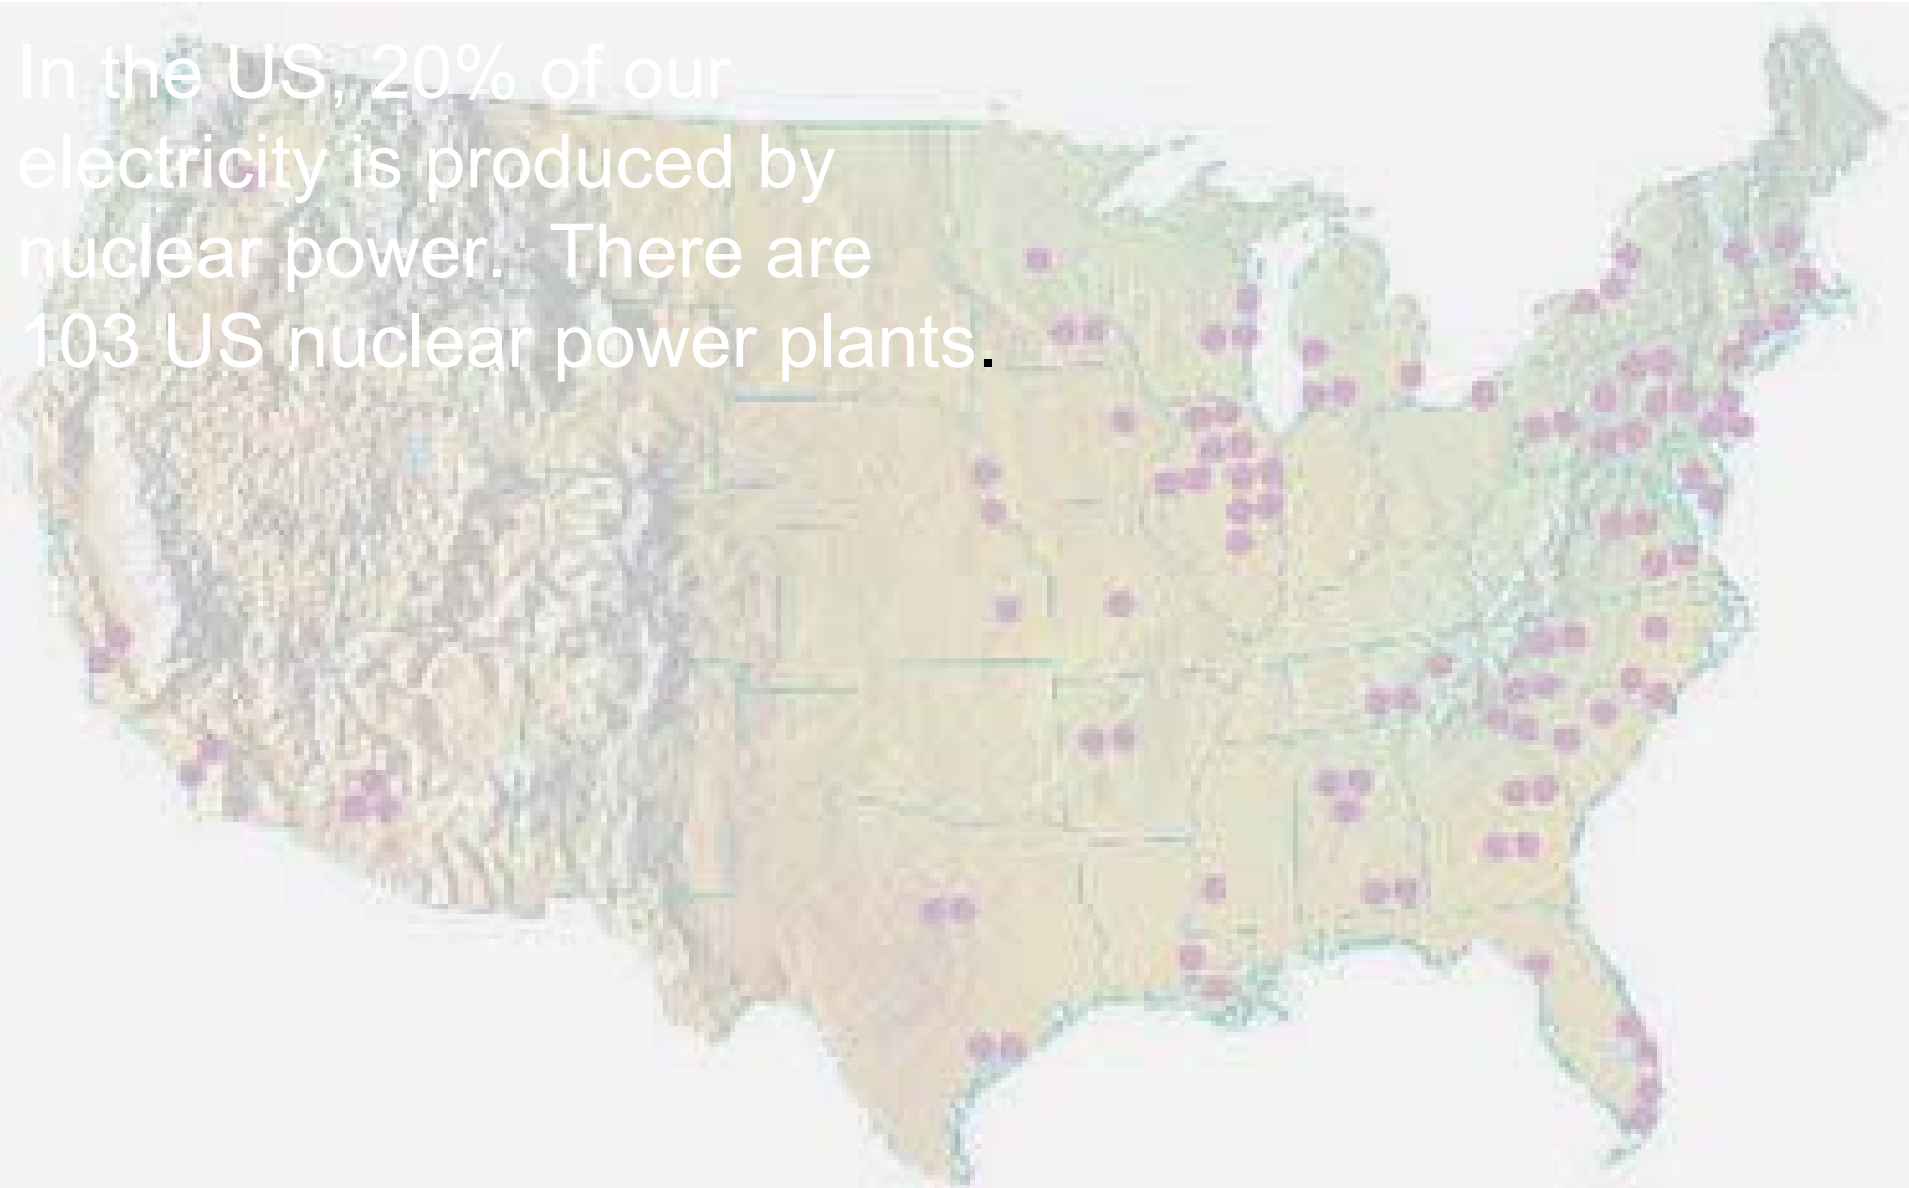 In the US, 20% of our
electricity is produced by
nuclear power.  There are
103 US nuclear power plants.